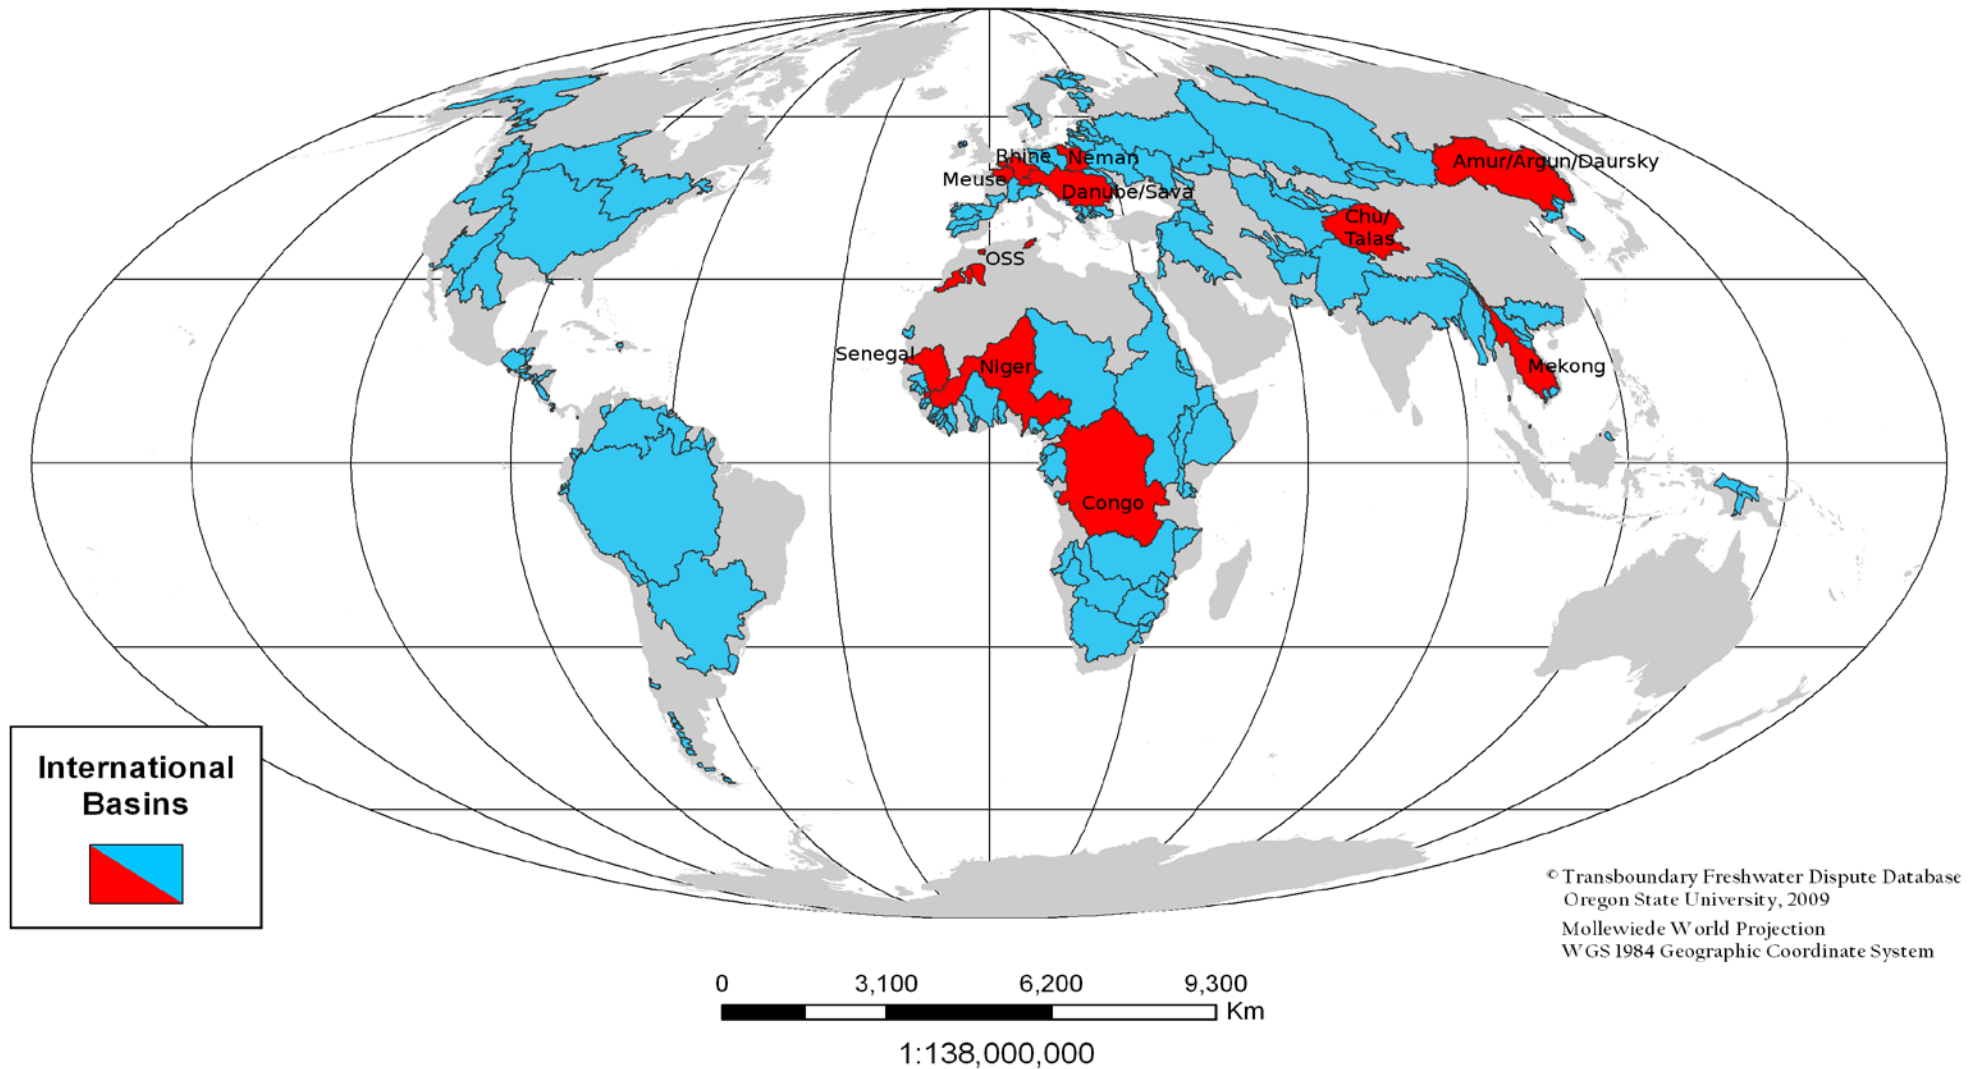 Rhine
Neman
Amur/Argun/Daursky
Meuse
Danube/Sava
Chu/
Talas
OSS
Senegal
Niger
Mekong
Congo
International
Basins
© Transboundary Freshwater Dispute Database
Oregon State University, 2009
Mollewiede World Projection
WGS 1984 Geographic Coordinate System
0 3,100 6,200 9,300
Km
1:138,000,000